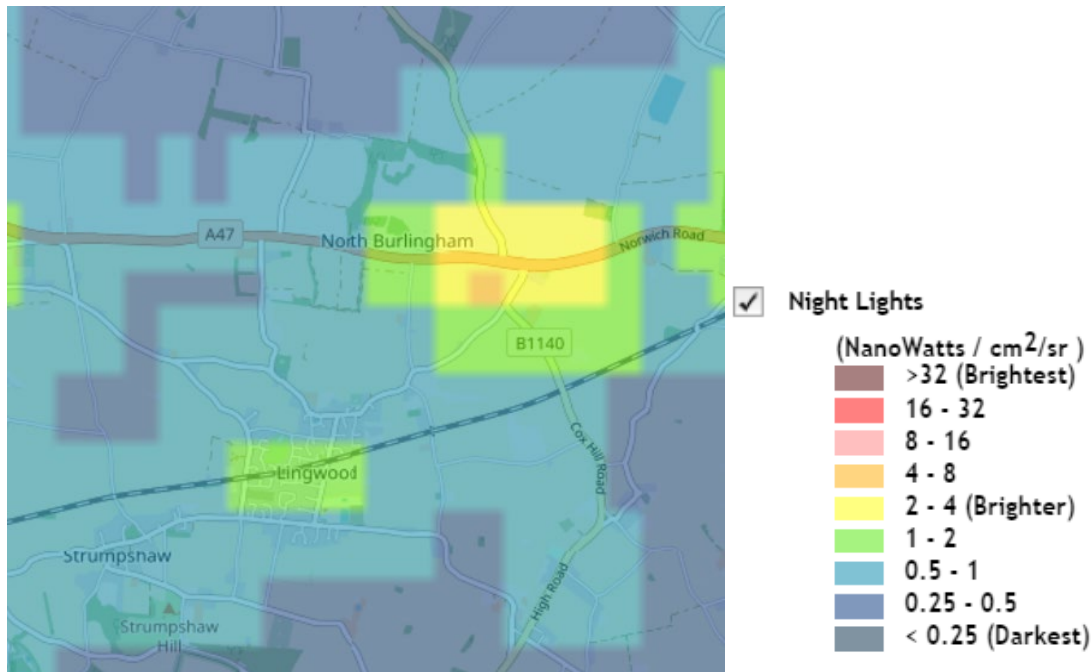 A47
North Burlingham
Norwich Road
B1140
Cox Hill Road
Lingwood
Strumpshaw
High Road
Strumpshaw
Hill
Night Lights
(NanoWatts / cm2/sr )
>32 (Brightest)
16 - 32
8 - 16
4 - 8
2 - 4 (Brighter)
1 - 2
0.5 - 1
0.25 - 0.5
< 0.25 (Darkest)